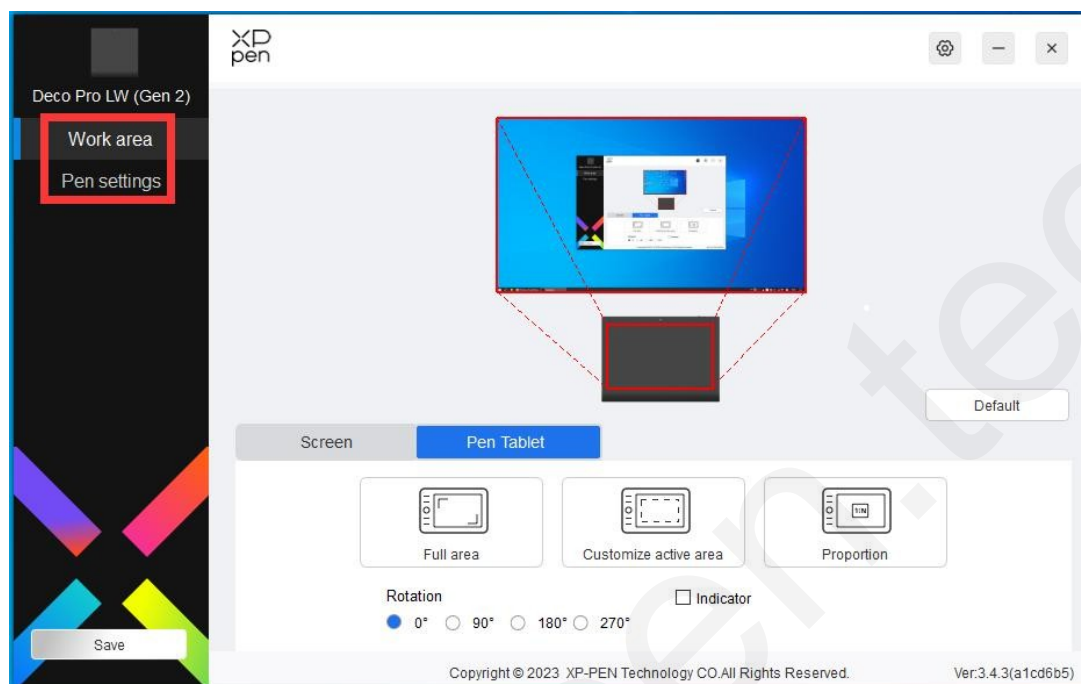 XP
pen
Deco Pro LW (Gen 2)
Work area
Pen settings
Default
Screen
Pen Tablet
1:N
Full area
Customize active area
Proportion
Rotation
Indicator
0°
90°
180°
270°
Save
Copyright © 2023 XP-PEN Technology CO.All Rights Reserved.
Ver:3.4.3(a1cd6b5)